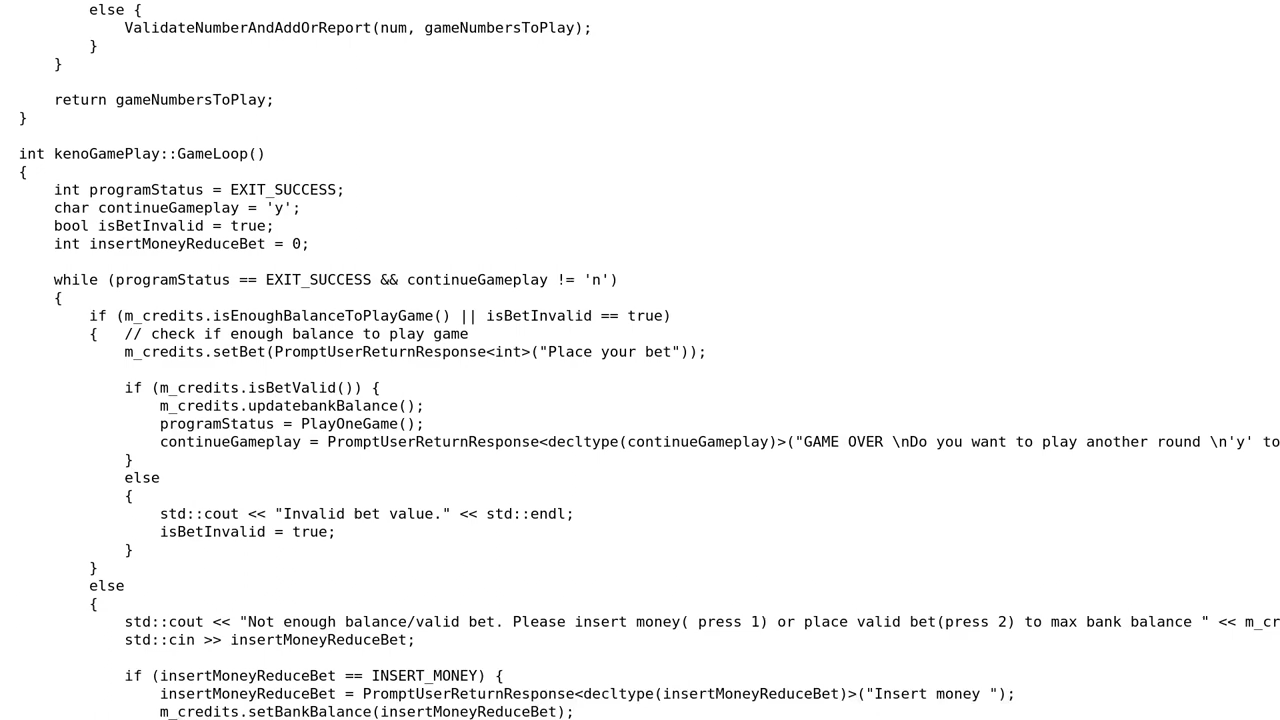 else {
ValidateNumberAndAddOrReport(num, gameNumbersToPlay);
}
}
return gameNumbersToPlay;
}
int kenoGamePlay::GameLoop()
{
int programStatus = EXIT_SUCCESS;
char continueGameplay = 'y';
bool isBetInvalid = true;
int insertMoneyReduceBet = 0;
while (programStatus == EXIT_SUCCESS && continueGameplay != 'n')
{
if (m_credits.isEnoughBalanceToPlayGame() || isBetInvalid == true)
{   // check if enough balance to play game
m_credits.setBet(PromptUserReturnResponse<int>("Place your bet"));
if (m_credits.isBetValid()) {
m_credits.updatebankBalance();
programStatus = PlayOneGame();
continueGameplay = PromptUserReturnResponse<decltype(continueGameplay)>("GAME OVER \nDo you want to play another round \n'y' to
}
else
{
std::cout << "Invalid bet value." << std::endl;
isBetInvalid = true;
}
}
else
{
std::cout << "Not enough balance/valid bet. Please insert money( press 1) or place valid bet(press 2) to max bank balance " << m_cr
std::cin >> insertMoneyReduceBet;
if (insertMoneyReduceBet == INSERT_MONEY) {
insertMoneyReduceBet = PromptUserReturnResponse<decltype(insertMoneyReduceBet)>("Insert money ");
m_credits.setBankBalance(insertMoneyReduceBet);